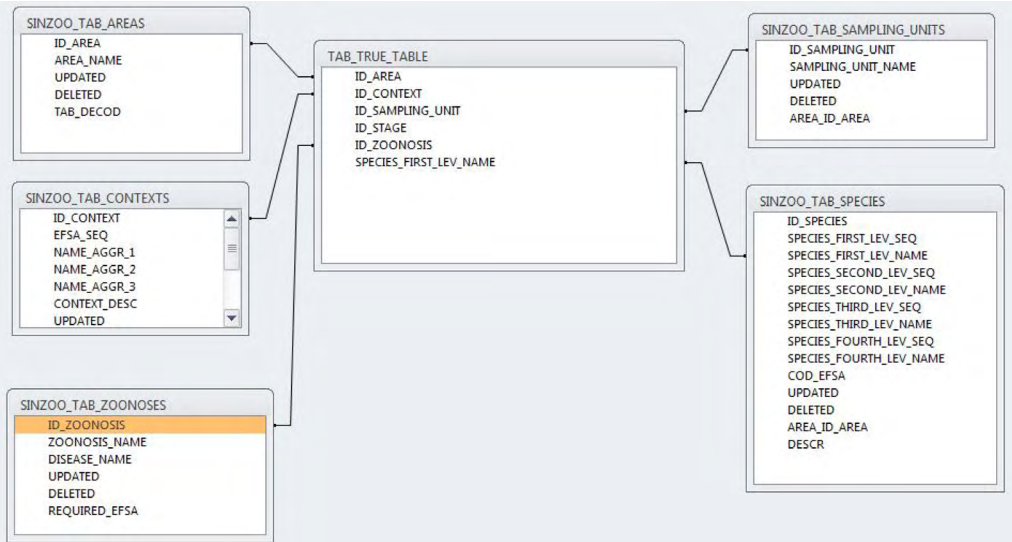 SINZOO_TAB_AREAS
ID_AREA
AREA_NAME
UPDATED
DELETED
TAB_DECOD
SINZOO_TAB_CONTEXTS
ID_CONTEXT
EFSA_SEQ
NAME_AGGR_1
NAME_AGGR_2
NAME_AGGR_3
CONTEXT_DESC
UPDATED
SINZOO_TAB_ZOONOSES
ID_ZOONOSIS
ZOONOSIS_NAME
DISEASE_NAME
UPDATED
DELETED
REQUIRED_EFSA
TAB_TRUE_TABLE
ID_AREA
ID_CONTEXT
ID_SAMPLING_UNIT
ID_STAGE
ID_ZOONOSIS
SPECIES_FIRST_LEV_NAME
SINZOO_TAB_SAMPLING_UNITS
ID_SAMPLING_UNIT
SAMPLING_UNIT_NAME
UPDATED
DELETED
AREA_ID_AREA
SINZOO_TAB_SPECIES
ID_SPECIES
SPECIES_FIRST_LEV_SEQ
SPECIES_FIRST_LEV_NAME
SPECIES_SECOND_LEV_SEQ
SPECIES_SECOND_LEV_NAME
SPECIES_THIRD_LEV_SEQ
SPECIES_THIRD_LEV_NAME
SPECIES_FOURTH_LEV_SEQ
SPECIES_FOURTH_LEV_NAME
COD_EFSA
UPDATED
DELETED
AREA_ID_AREA
DESCR